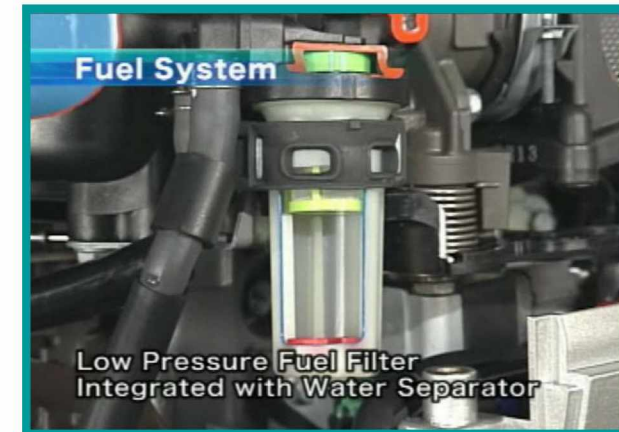 Fuel System
Low Pressure Fuel Filter
Integrated with Water Separator